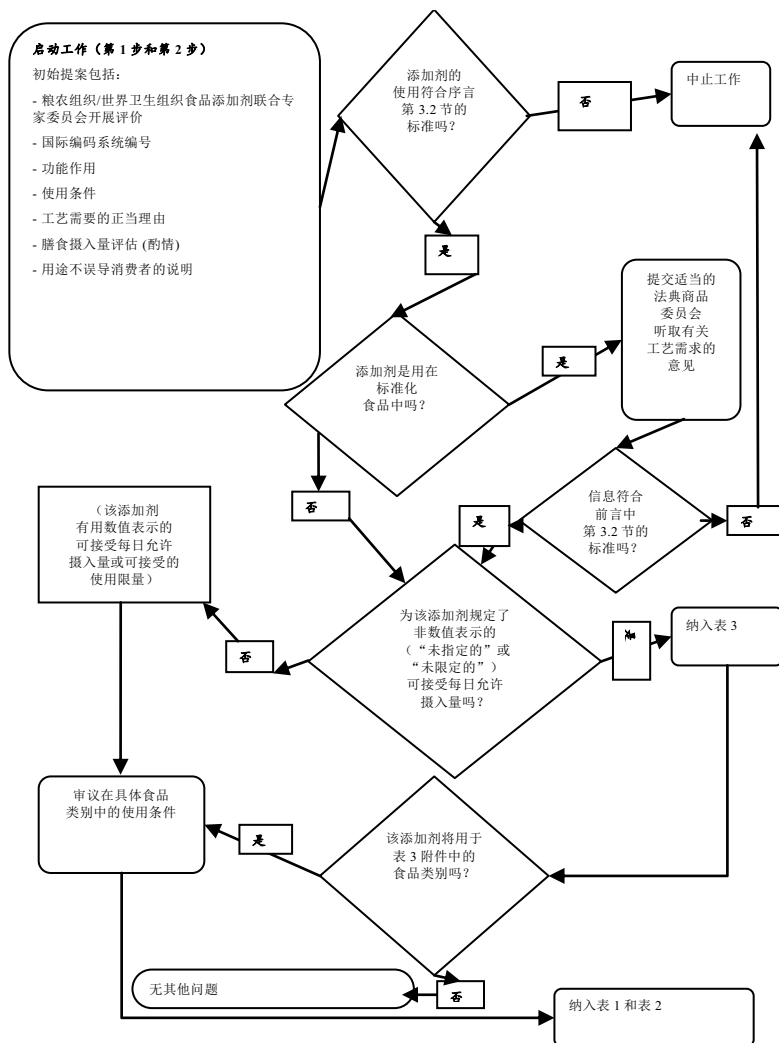 启动工作（第 1 步和第 2 步）
初始提案包括：
- 粮农组织/世界卫生组织食品添加剂联合专
家委员会开展评价
- 国际编码系统编号
- 功能作用
- 使用条件
- 工艺需要的正当理由
- 膳食摄入量评估 (酌情)
- 用途不误导消费者的说明
添加剂的
使用符合序言
第 3.2 节的
标准吗？
否
中止工作
是
添加剂是用在
标准化
食品中吗？
是
提交适当的
法典商品
委员会
听取有关
工艺需求的
意见
否
信息符合
前言中
第 3.2 节的
标准吗？
是
否
（该添加剂
有用数值表示的
可接受每日允许
摄入量或可接受的
使用限量）
为该添加剂规定了
非数值表示的
（“未指定的”或
“未限定的”）
可接受每日允许
摄入量吗？
否
是
纳入表 3
审议在具体食品
类别中的使用条件
是
该添加剂将用于
表 3 附件中的
食品类别吗？
无其他问题
否
纳入表 1 和表 2